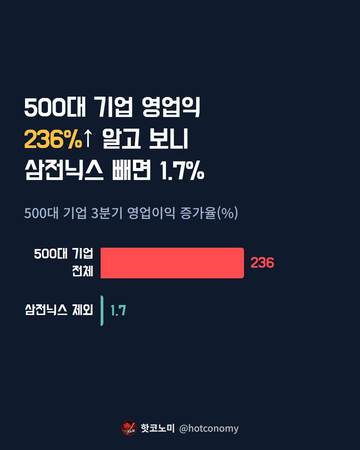 500대 기업 영업익
236%↑ 알고 보니
삼전닉스 빼면 1.7%
500대 기업 3분기 영업이익 증가율(%)
500대 기업
전체
236
삼전닉스 제외
1.7
핫코노미 @hotconomy